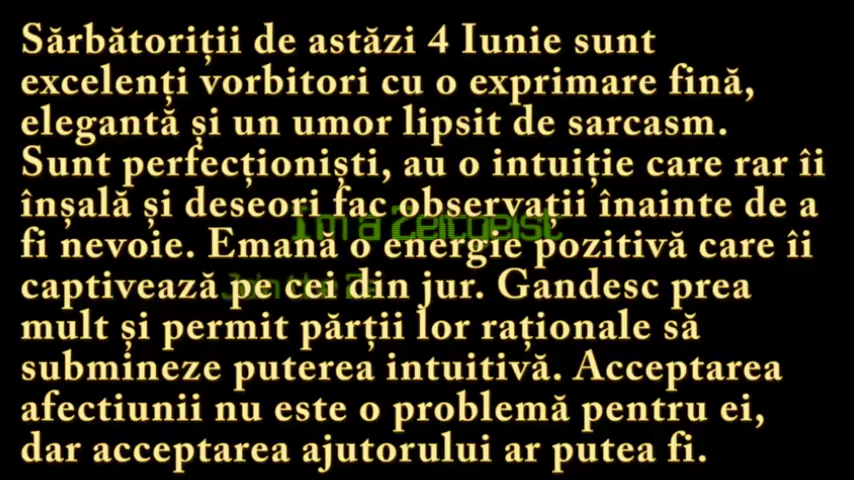 Sărbătoriții de astăzi 4 Iunie sunt
excelenți vorbitori cu o exprimare fină,
elegantă și un umor lipsit de sarcasm.
Sunt perfecționiști, au o intuiție care rar îi
înșală și deseori fac observații înainte de a
I'm a Zeitgeist
fi nevoie. Emană o energie pozitivă care îi
captivează pe cei din jur. Gandesc prea
mult și permit părții lor raționale să
submineze puterea intuitivă. Acceptarea
afectiunii nu este o problemă pentru ei,
dar acceptarea ajutorului ar putea fi.